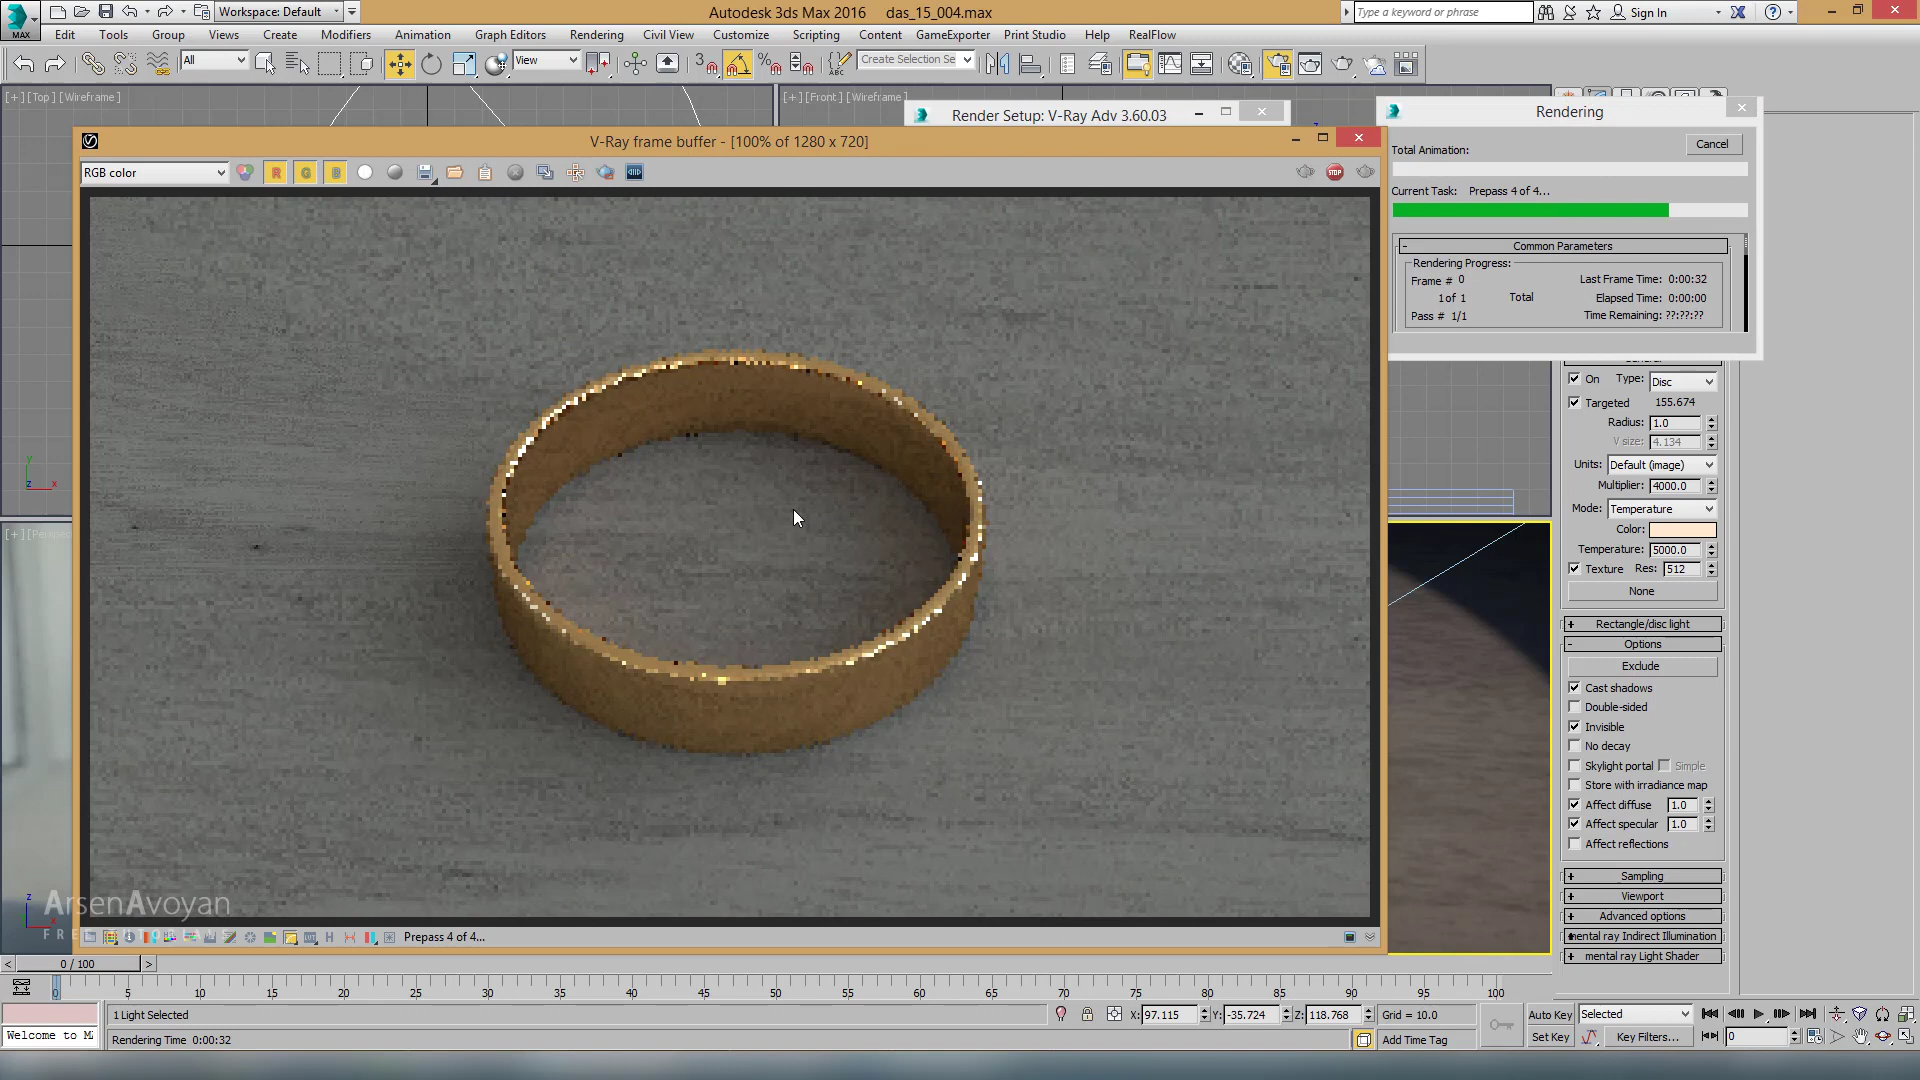 Workspace: Default
Autodesk 3ds Max 2016 das_15_004.max
Type a keyword or phrase
Sign In
MAX
Edit Tools Group Views Create Modifiers Animation Graph Editors Rendering Civil View Customize Scripting Content GameExporter Print Studio Help RealFlow
All
View
3
ABC
Create Selection Se
[+] [Top] [Wireframe]
[+] [Front] [Wireframe]
Render Setup: V-Ray Adv 3.60.03
Rendering
V-Ray frame buffer - [100% of 1280 x 720]
Total Animation:
Cancel
RGB color
R G B
STOP
Current Task: Prepass 4 of 4...
Common Parameters
Rendering Progress:
Frame # 0
Last Frame Time: 0:00:32
1 of 1 Total
Elapsed Time: 0:00:00
Pass # 1/1
Time Remaining: ??:??:??
On Type: Disc
Targeted 155.674
Radius: 1.0
V size: 4.134
Units: Default (image)
Multiplier: 4000.0
Mode: Temperature
Color:
Temperature: 5000.0
Texture Res: 512
None
Rectangle/disc light
Options
Exclude
Cast shadows
Double-sided
Invisible
No decay
Skylight portal Simple
Store with irradiance map
Affect diffuse 1.0
Affect specular 1.0
Affect reflections
Sampling
Viewport
Advanced options
mental ray Indirect Illumination
mental ray Light Shader
ArsenAvoyan
Prepass 4 of 4...
0 / 100
0 5 10 15 20 25 30 35 40 45 50 55 60 65 70 75 80 85 90 95 100
1 Light Selected
X: 97.115 Y: -35.724 Z: 118.768 Grid = 10.0
Auto Key Selected
Welcome to M
Rendering Time 0:00:32
Add Time Tag
Set Key Key Filters... 0